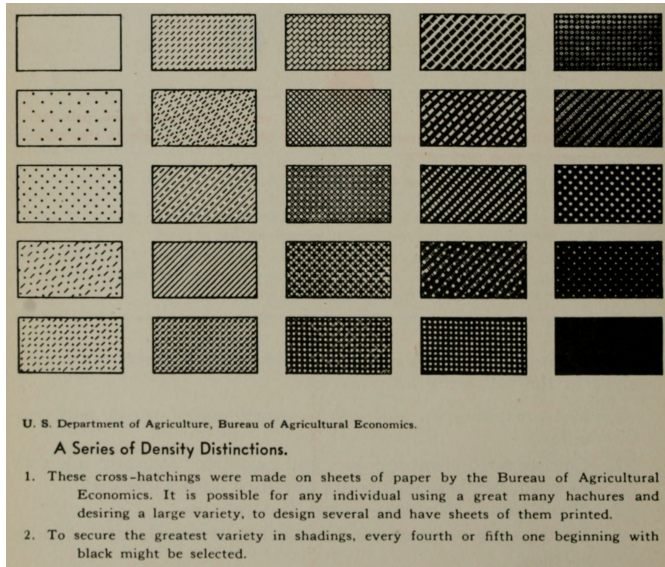 U. S. Department of Agriculture, Bureau of Agricultural Economics.
A Series of Density Distinctions.
1. These cross-hatchings were made on sheets of paper by the Bureau of Agricultural
Economics. It is possible for any individual using a great many hachures and
desiring a large variety, to design several and have sheets of them printed.
2. To secure the greatest variety in shadings, every fourth or fifth one beginning with
black might be selected.